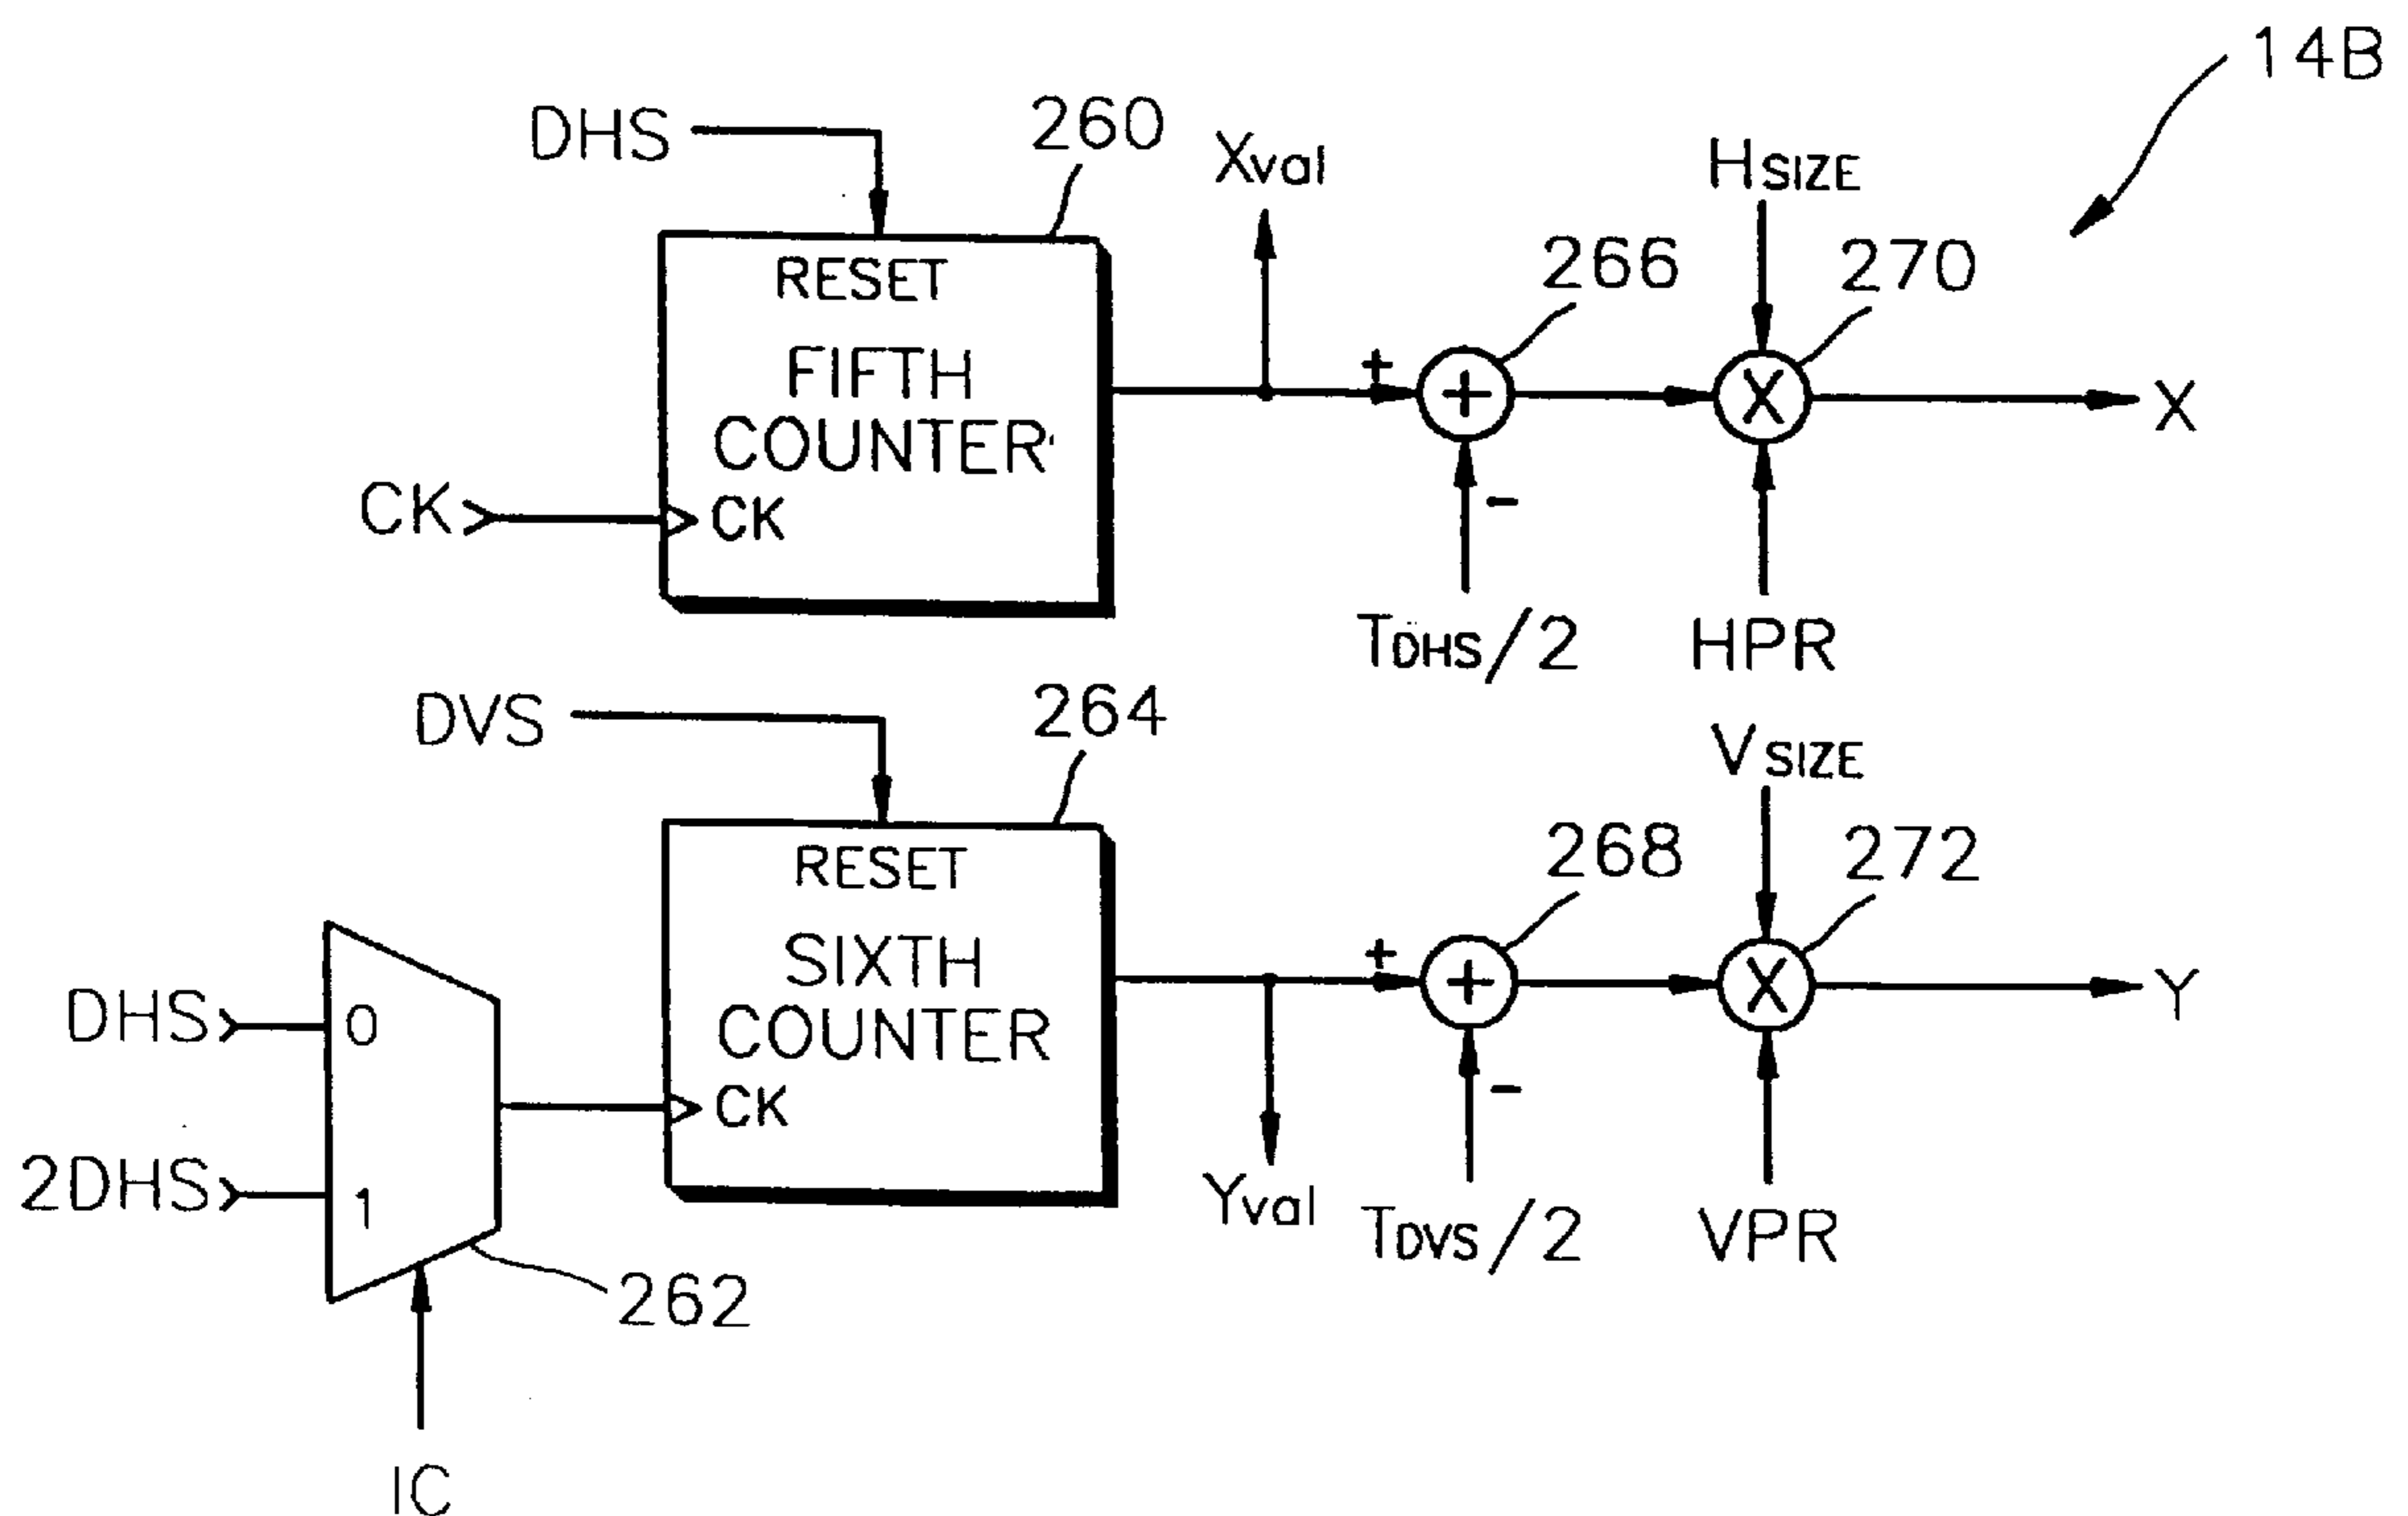 14B
DHS
260
Xval
HSIZE
266
270
RESET
FIFTH
COUNTER
CK
CK
+
+
X
X
-
TDHS/2
HPR
DVS
264
VSIZE
268
272
RESET
SIXTH
COUNTER
CK
DHS
0
2DHS
1
+
+
X
Y
-
Yval
TDVS/2
VPR
262
IC